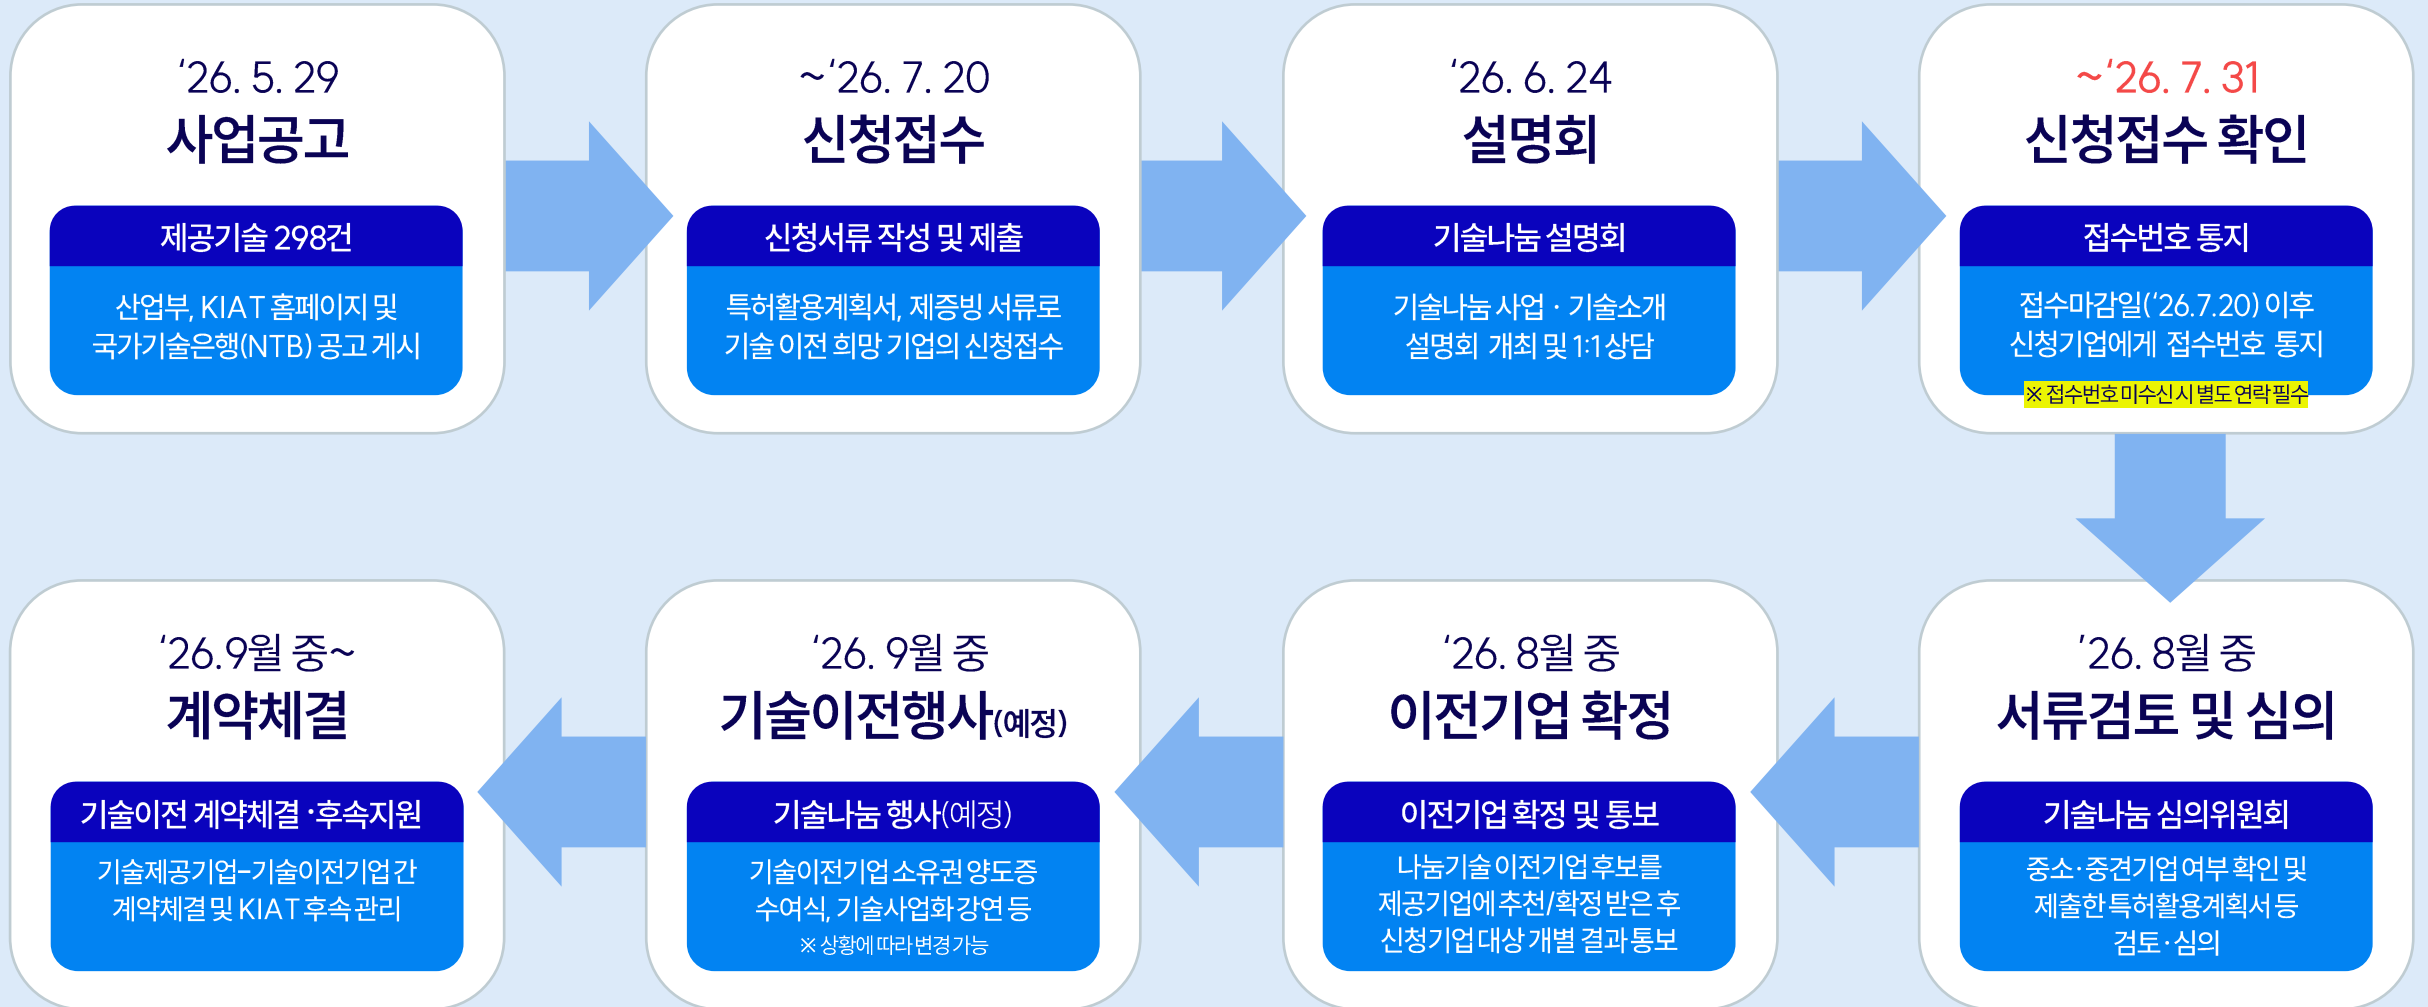 ‘26. 5. 29
사업공고
제공기술 298건
산업부, KIAT 홈페이지 및
국가기술은행(NTB) 공고 게시
~‘26. 7. 20
신청접수
신청서류 작성 및 제출
특허활용계획서, 제증빙 서류로
기술 이전 희망 기업의 신청접수
‘26. 6. 24
설명회
기술나눔 설명회
기술나눔 사업 · 기술소개
설명회 개최 및 1:1 상담
~‘26. 7. 31
신청접수 확인
접수번호 통지
접수마감일(‘26.7.20) 이후
신청기업에게 접수번호 통지
※ 접수번호 미수신 시 별도 연락 필수
’26. 8월 중
서류검토 및 심의
기술나눔 심의위원회
중소·중견기업 여부 확인 및
제출한 특허활용계획서 등
검토·심의
‘26. 8월 중
이전기업 확정
이전기업 확정 및 통보
나눔기술 이전기업 후보를
제공기업에 추천/확정 받은 후
신청기업 대상 개별 결과 통보
‘26. 9월 중
기술이전행사(예정)
기술나눔 행사(예정)
기술이전기업 소유권 양도증
수여식, 기술사업화 강연 등
※ 상황에 따라 변경 가능
‘26.9월 중~
계약체결
기술이전 계약체결 ·후속지원
기술제공기업-기술이전기업 간
계약체결 및 KIAT 후속 관리